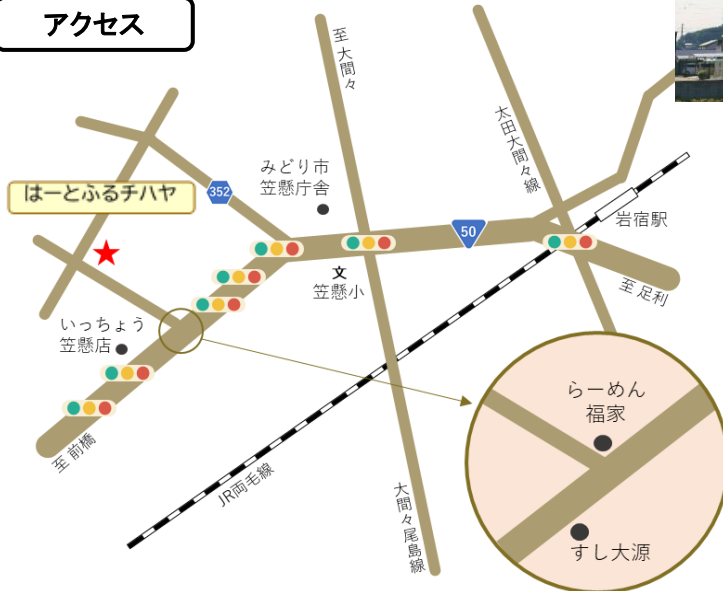 アクセス
至 大間々
太田大間々線
みどり市
笠懸庁舎
352
はーとふるチハヤ
50
岩宿駅
文
笠懸小
至 足利
いっちょう
笠懸店
らーめん
福家
至 前橋
JR両毛線
大間々尾島線
すし大源